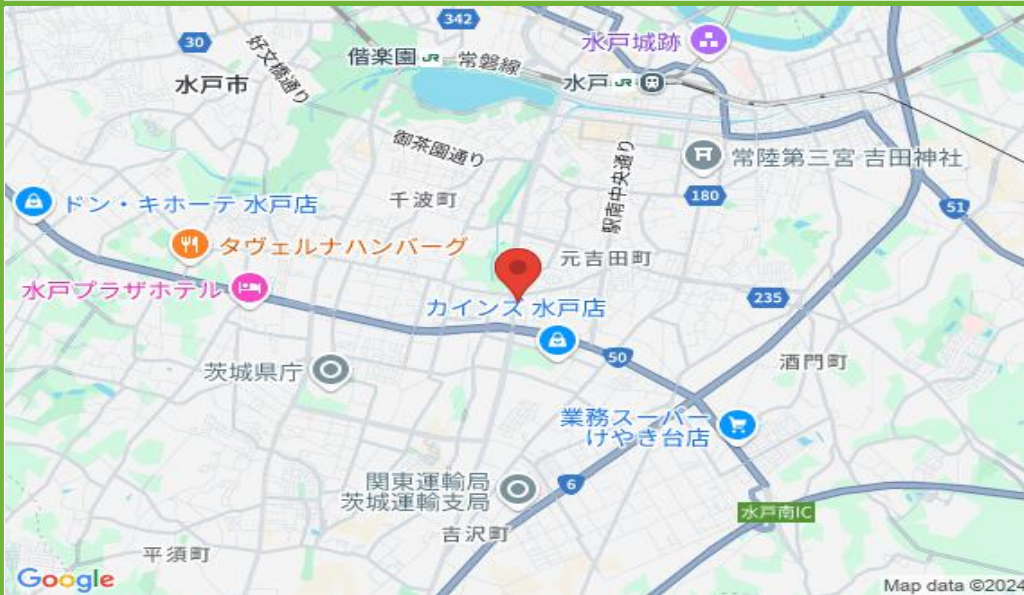 342
30
好文橋通り
水戸市
偕楽園 JR
常磐線
水戸城跡
水戸 JR
御茶園通り
駅南中央通り
常陸第三宮 吉田神社
180
51
千波町
ドン・キホーテ 水戸店
タヴェルナハンバーグ
元吉田町
水戸プラザホテル
235
カインズ 水戸店
50
茨城県庁
酒門町
業務スーパー
けやき台店
関東運輸局
茨城運輸支局
6
水戸南IC
吉沢町
平須町
Google
Map data ©2024